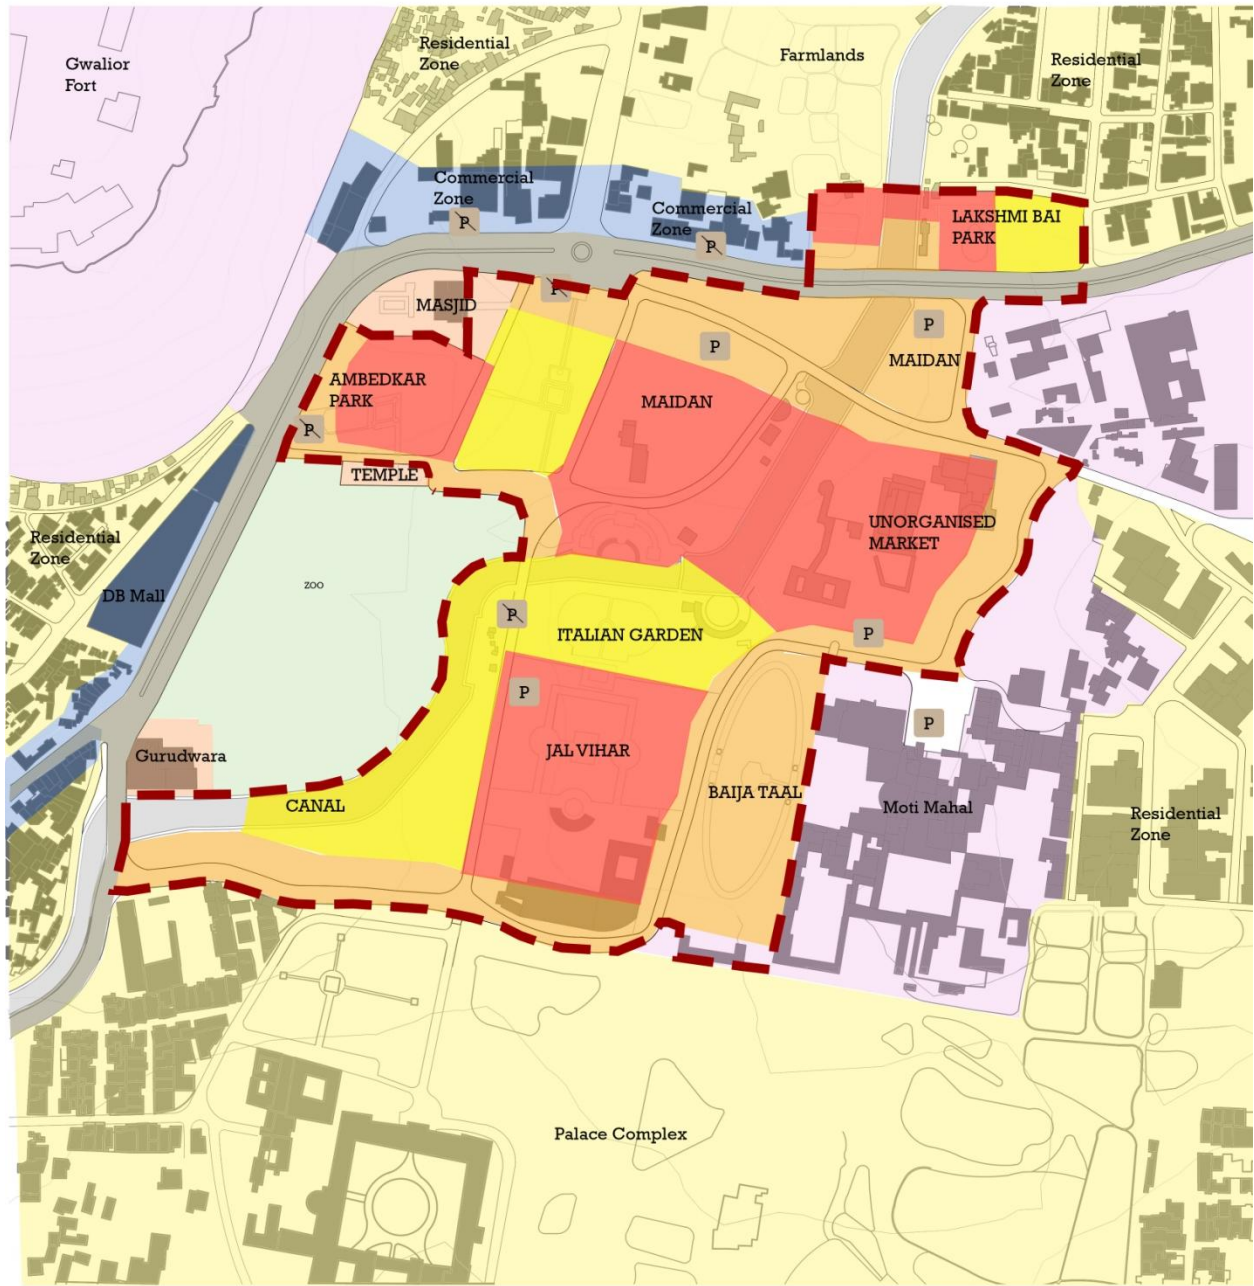 Residential
Zone
Farmlands
Residential
Zone
Gwalior
Fort
Commercial
Zone
P
Commercial
Zone
P
LAKSHMI BAI
PARK
MASJID
P
P
P
MAIDAN
AMBEDKAR
PARK
MAIDAN
P
TEMPLE
UNORGANISED
MARKET
Residential
Zone
DB Mall
ZOO
P
ITALIAN GARDEN
P
P
P
Gurudwara
JAL VIHAR
BAIJA TAAL
Moti Mahal
Residential
Zone
CANAL
Palace Complex